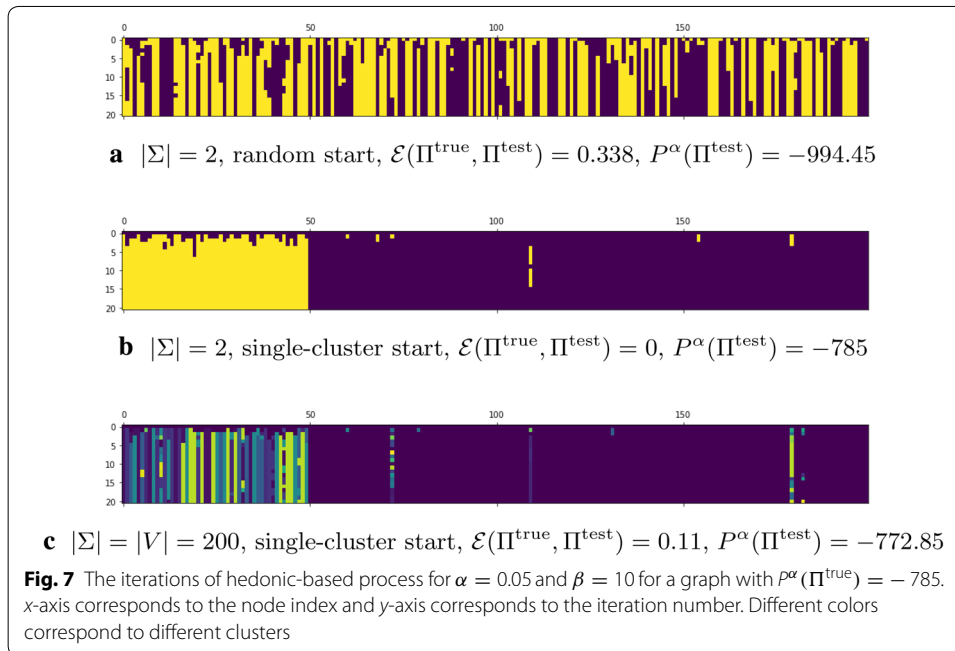 0 50 100 150
0
5
10
15
20
a |Σ| = 2, random start, ℰ(Π^true, Π^test) = 0.338, P^α(Π^test) = −994.45
0 50 100 150
0
5
10
15
20
b |Σ| = 2, single-cluster start, ℰ(Π^true, Π^test) = 0, P^α(Π^test) = −785
0 50 100 150
0
5
10
15
20
c |Σ| = |V| = 200, single-cluster start, ℰ(Π^true, Π^test) = 0.11, P^α(Π^test) = −772.85
Fig. 7 The iterations of hedonic-based process for α = 0.05 and β = 10 for a graph with P^α(Π^true) = − 785.
x-axis corresponds to the node index and y-axis corresponds to the iteration number. Different colors
correspond to different clusters